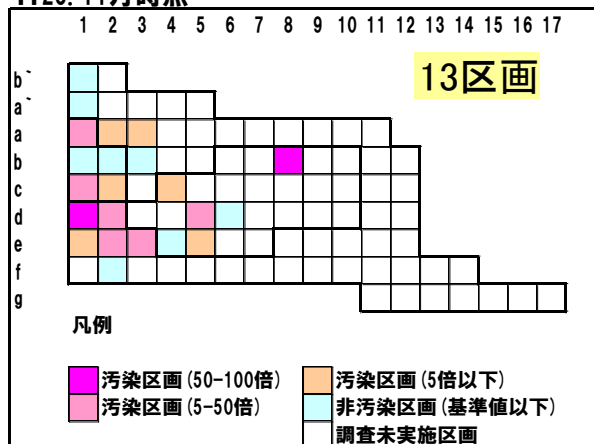 1 2 3 4 5 6 7 8 9 10 11 12 13 14 15 16 17
13区画
b`
a`
a
b
c
d
e
f
g
凡例
汚染区画(50-100倍) 汚染区画(5倍以下)
汚染区画(5-50倍) 非汚染区画(基準値以下)
調査未実施区画